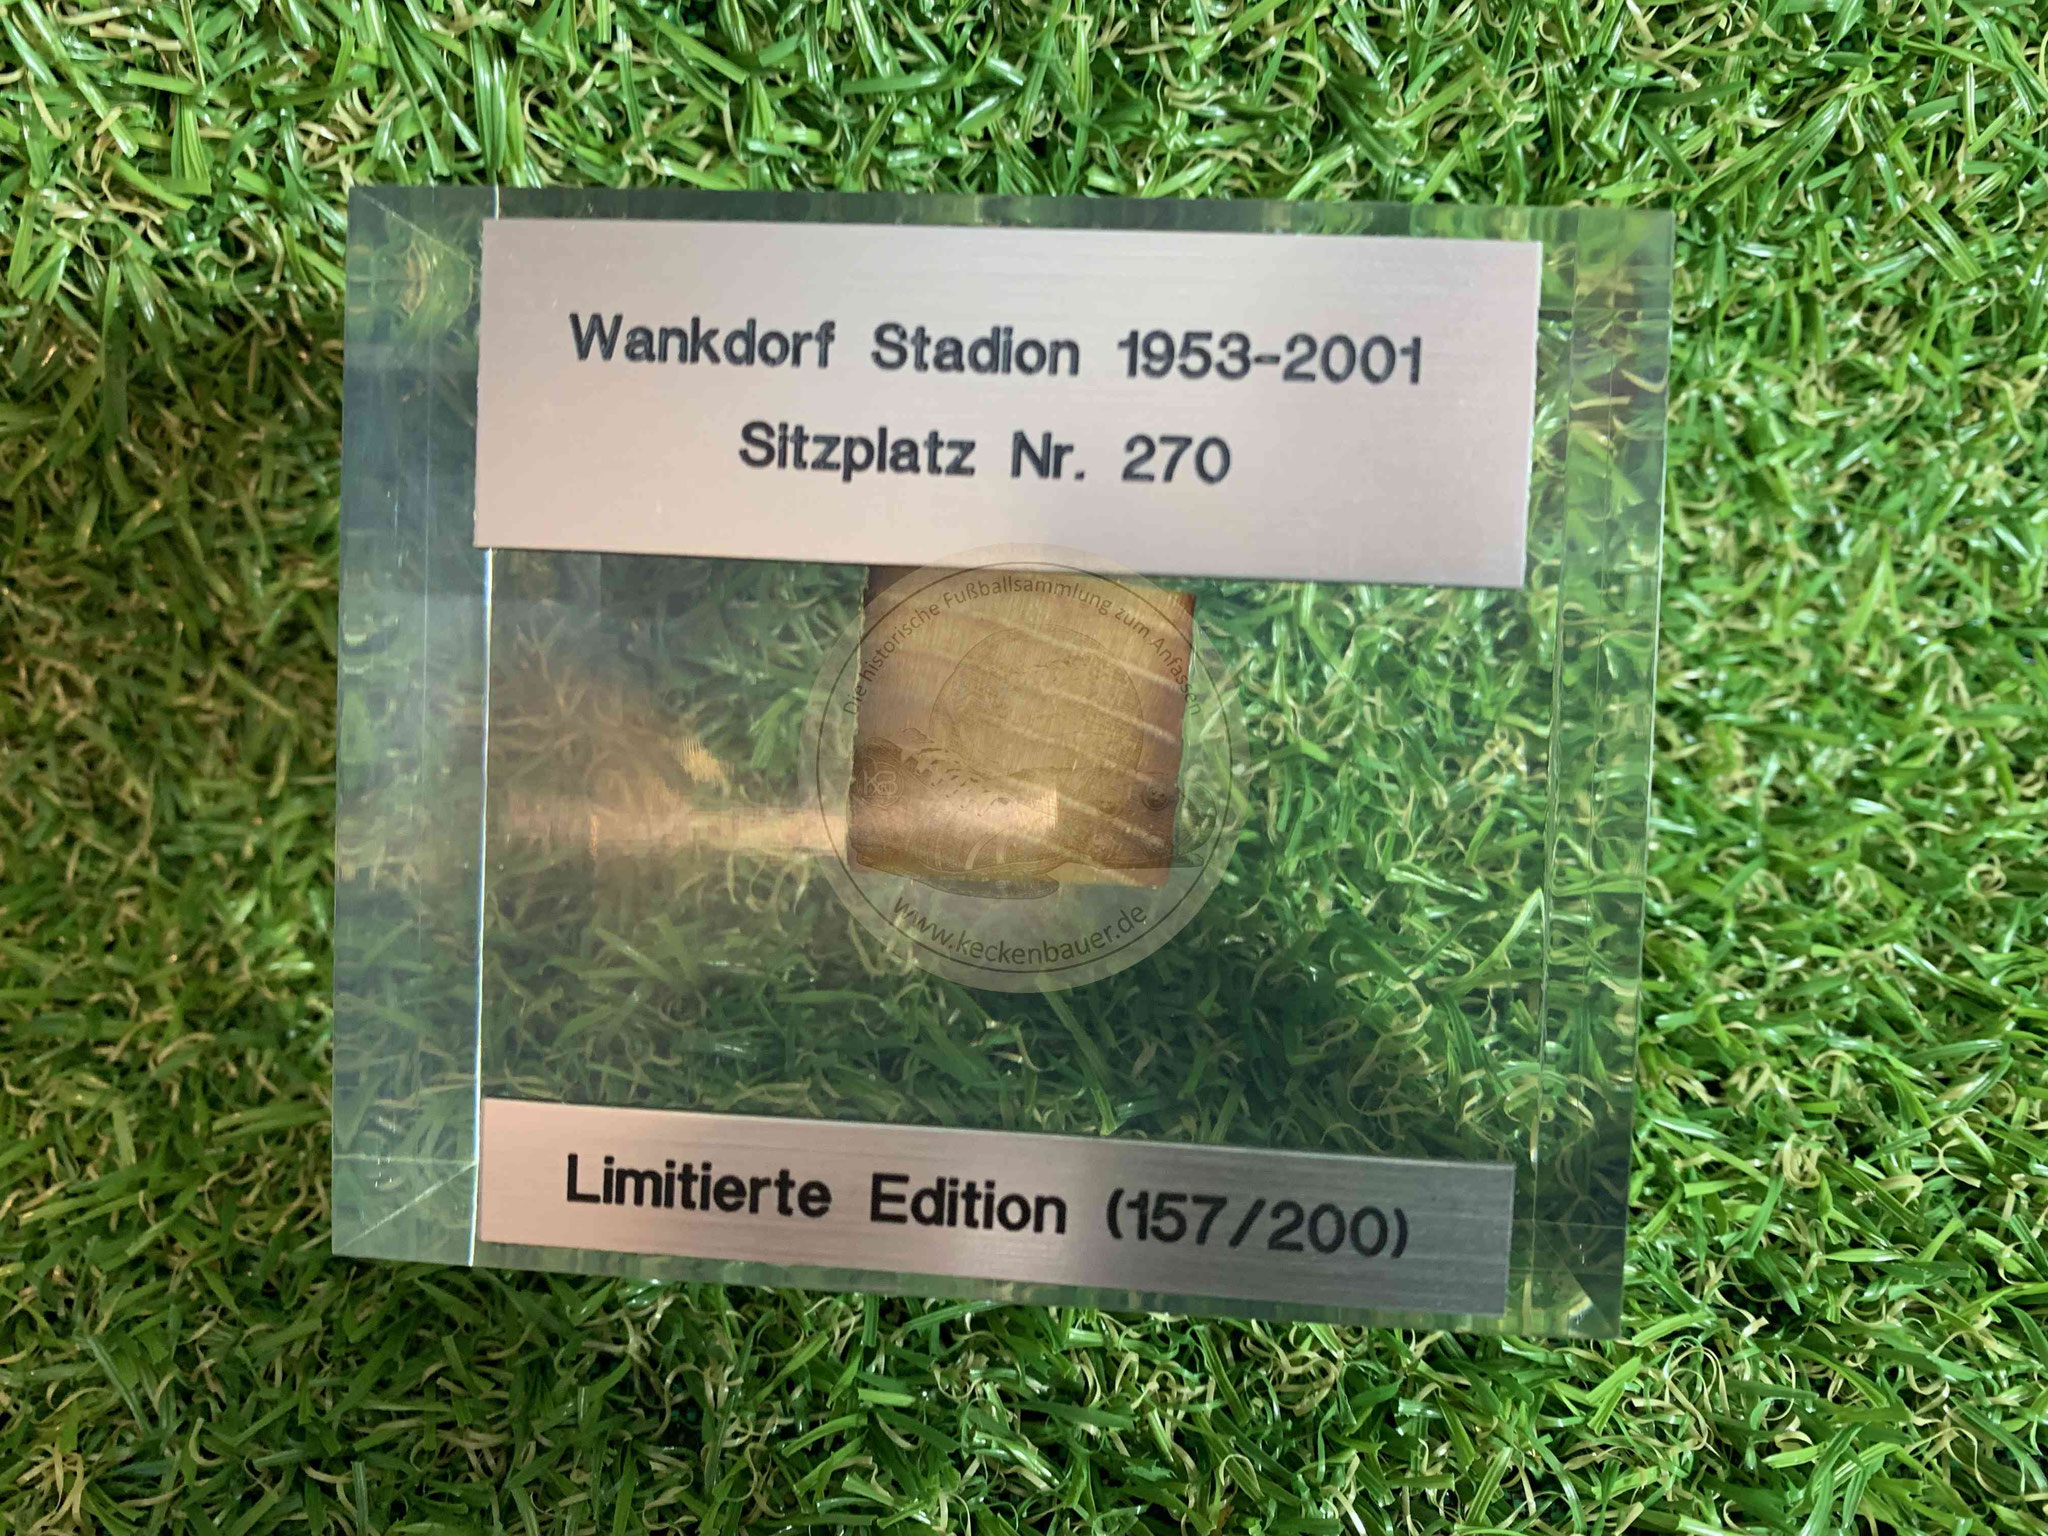 Wankdorf Stadion 1953-2001
Sitzplatz Nr. 270
Die historische Fußballsammlung zum Anfassen
www.keckenbauer.de
Limitierte Edition (157/200)